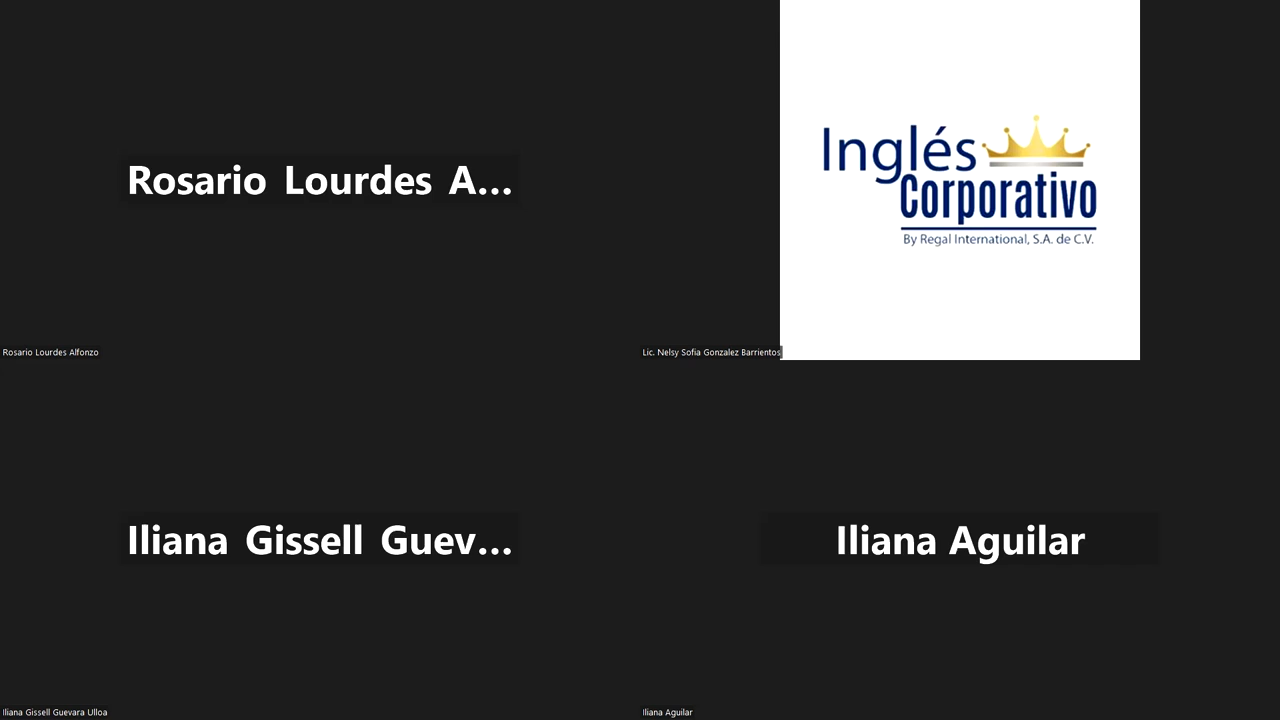 Rosario Lourdes A...
Rosario Lourdes Alfonzo
Inglés
Corporativo
By Regal International, S.A. de C.V.
Lic. Nelsy Sofia Gonzalez Barrientos
Iliana Gissell Guev...
Iliana Gissell Guevara Ulloa
Iliana Aguilar
Iliana Aguilar